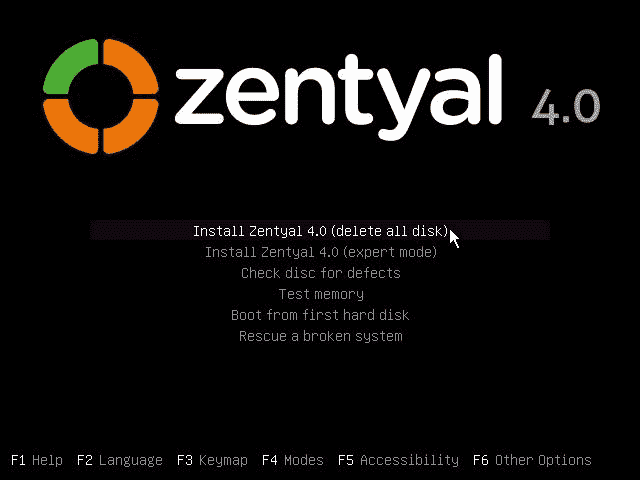 zentyal 4.0
Install Zentyal 4.0 (delete all disk)
Install Zentyal 4.0 (expert mode)
Check disc for defects
Test memory
Boot from first hard disk
Rescue a broken system
F1 Help F2 Language F3 Keymap F4 Modes F5 Accessibility F6 Other Options